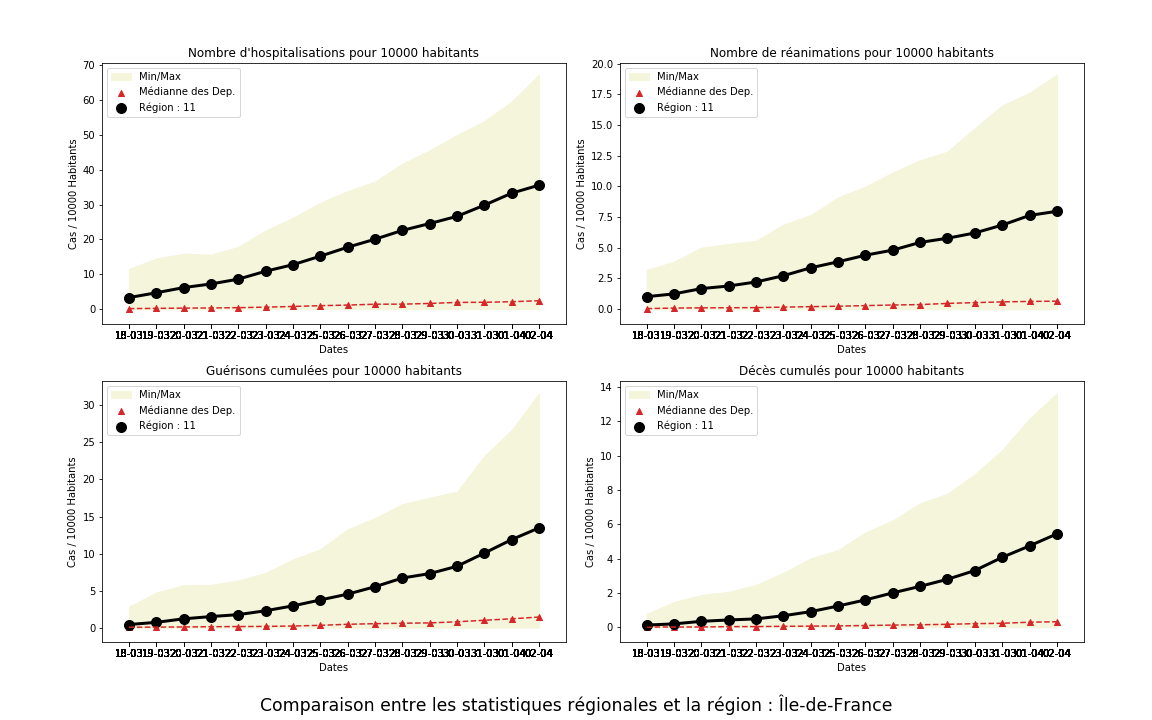 Nombre d'hospitalisations pour 10000 habitants
70
60
50
40
30
20
10
0
Cas / 10000 Habitants
Min/Max
Médianne des Dep.
Région : 11
Dates
Nombre de réanimations pour 10000 habitants
20.0
17.5
15.0
12.5
10.0
7.5
5.0
2.5
0.0
Cas / 10000 Habitants
Min/Max
Médianne des Dep.
Région : 11
Dates
Guérisons cumulées pour 10000 habitants
30
25
20
15
10
5
0
Cas / 10000 Habitants
Min/Max
Médianne des Dep.
Région : 11
Dates
Décès cumulés pour 10000 habitants
14
12
10
8
6
4
2
0
Cas / 10000 Habitants
Min/Max
Médianne des Dep.
Région : 11
Dates
Comparaison entre les statistiques régionales et la région : Île-de-France